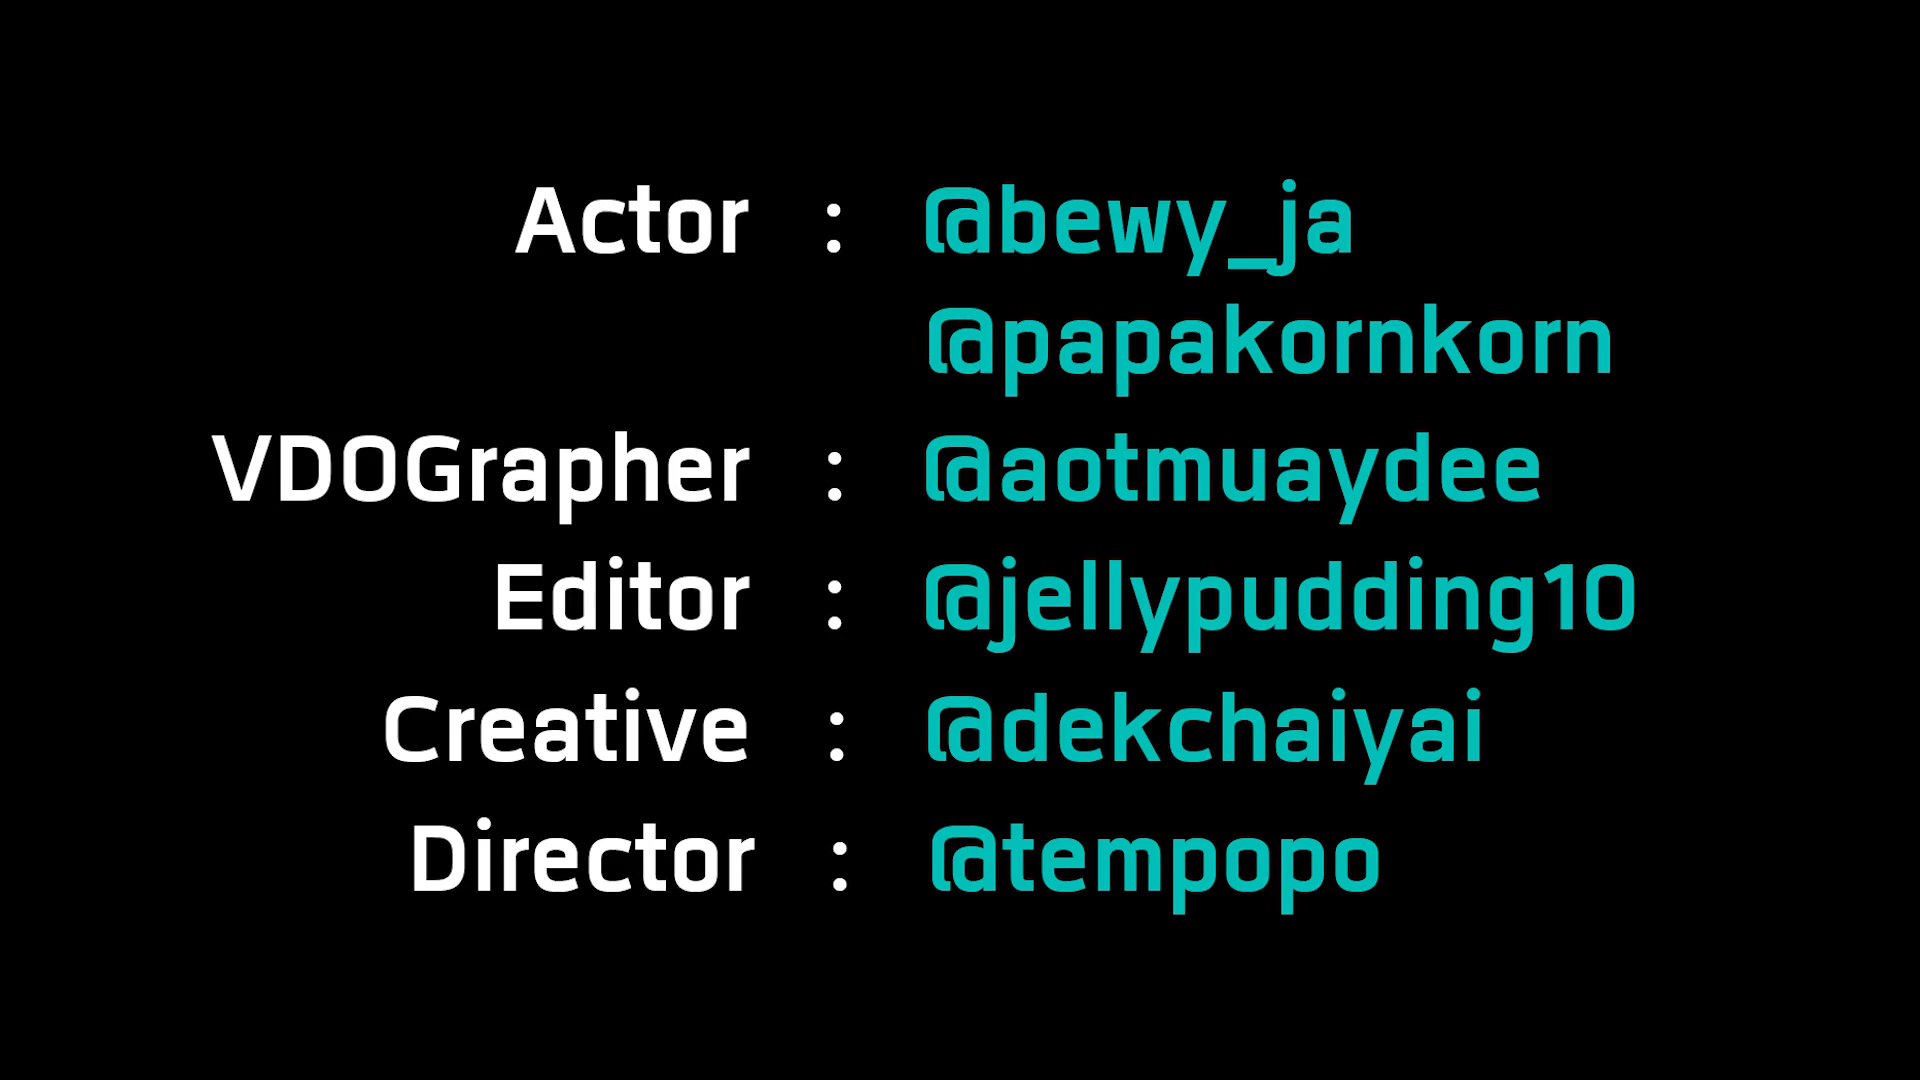 Actor : @bewy_ja
@papakornkorn
VDOGrapher : @aotmuaydee
Editor : @jellypudding10
Creative : @dekchaiyai
Director : @tempopo